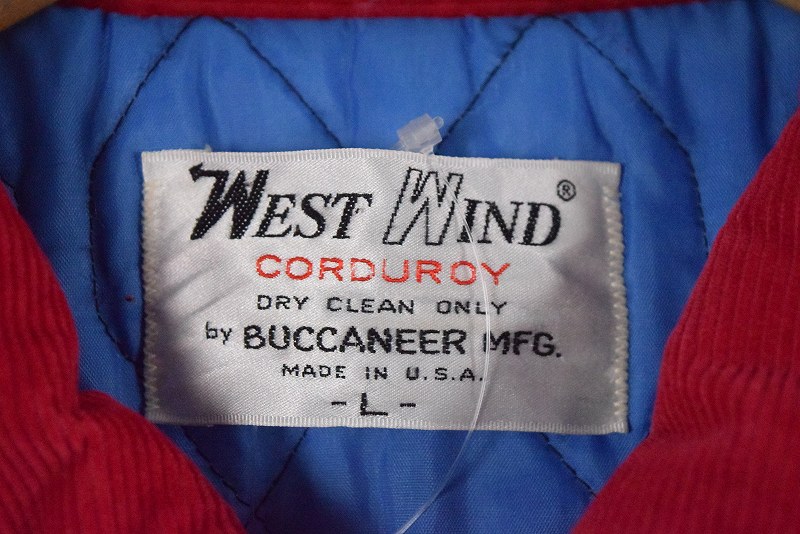 WEST WIND®
CORDUROY
DRY CLEAN ONLY
by BUCCANEER MFG.
MADE IN U.S.A.
- L -